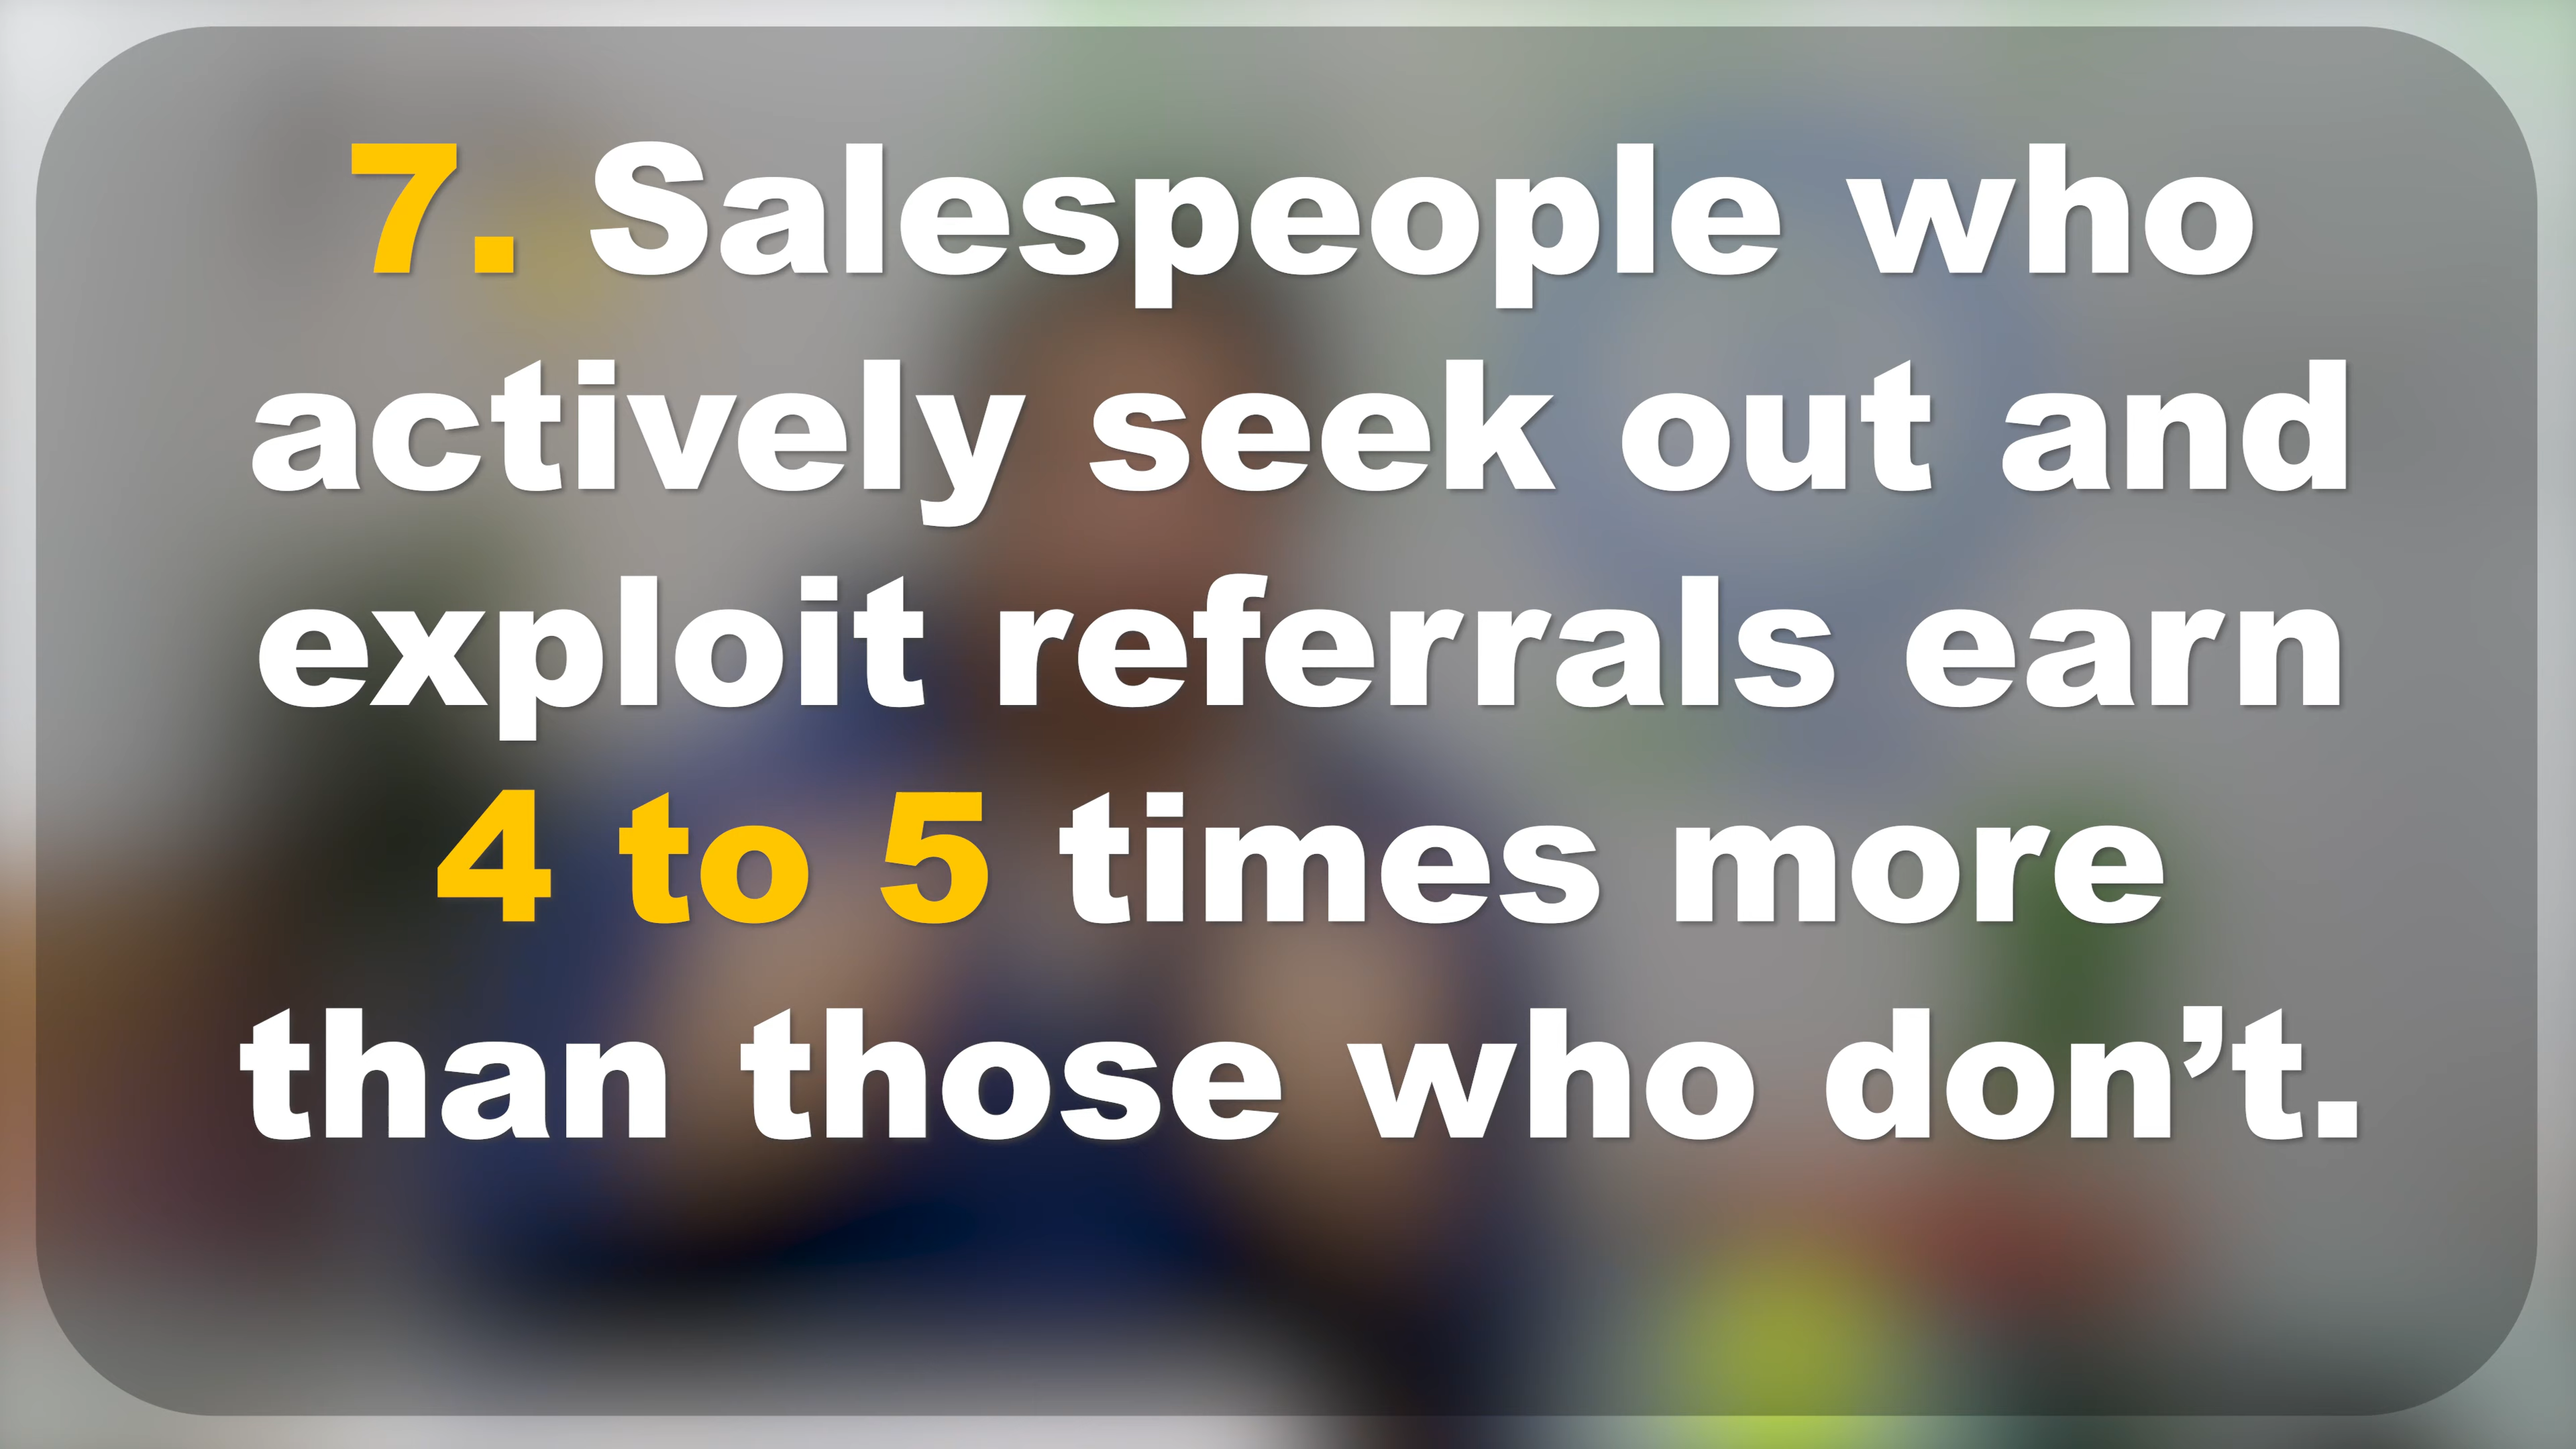 7. Salespeople who
actively seek out and
exploit referrals earn
4 to 5 times more
than those who don’t.